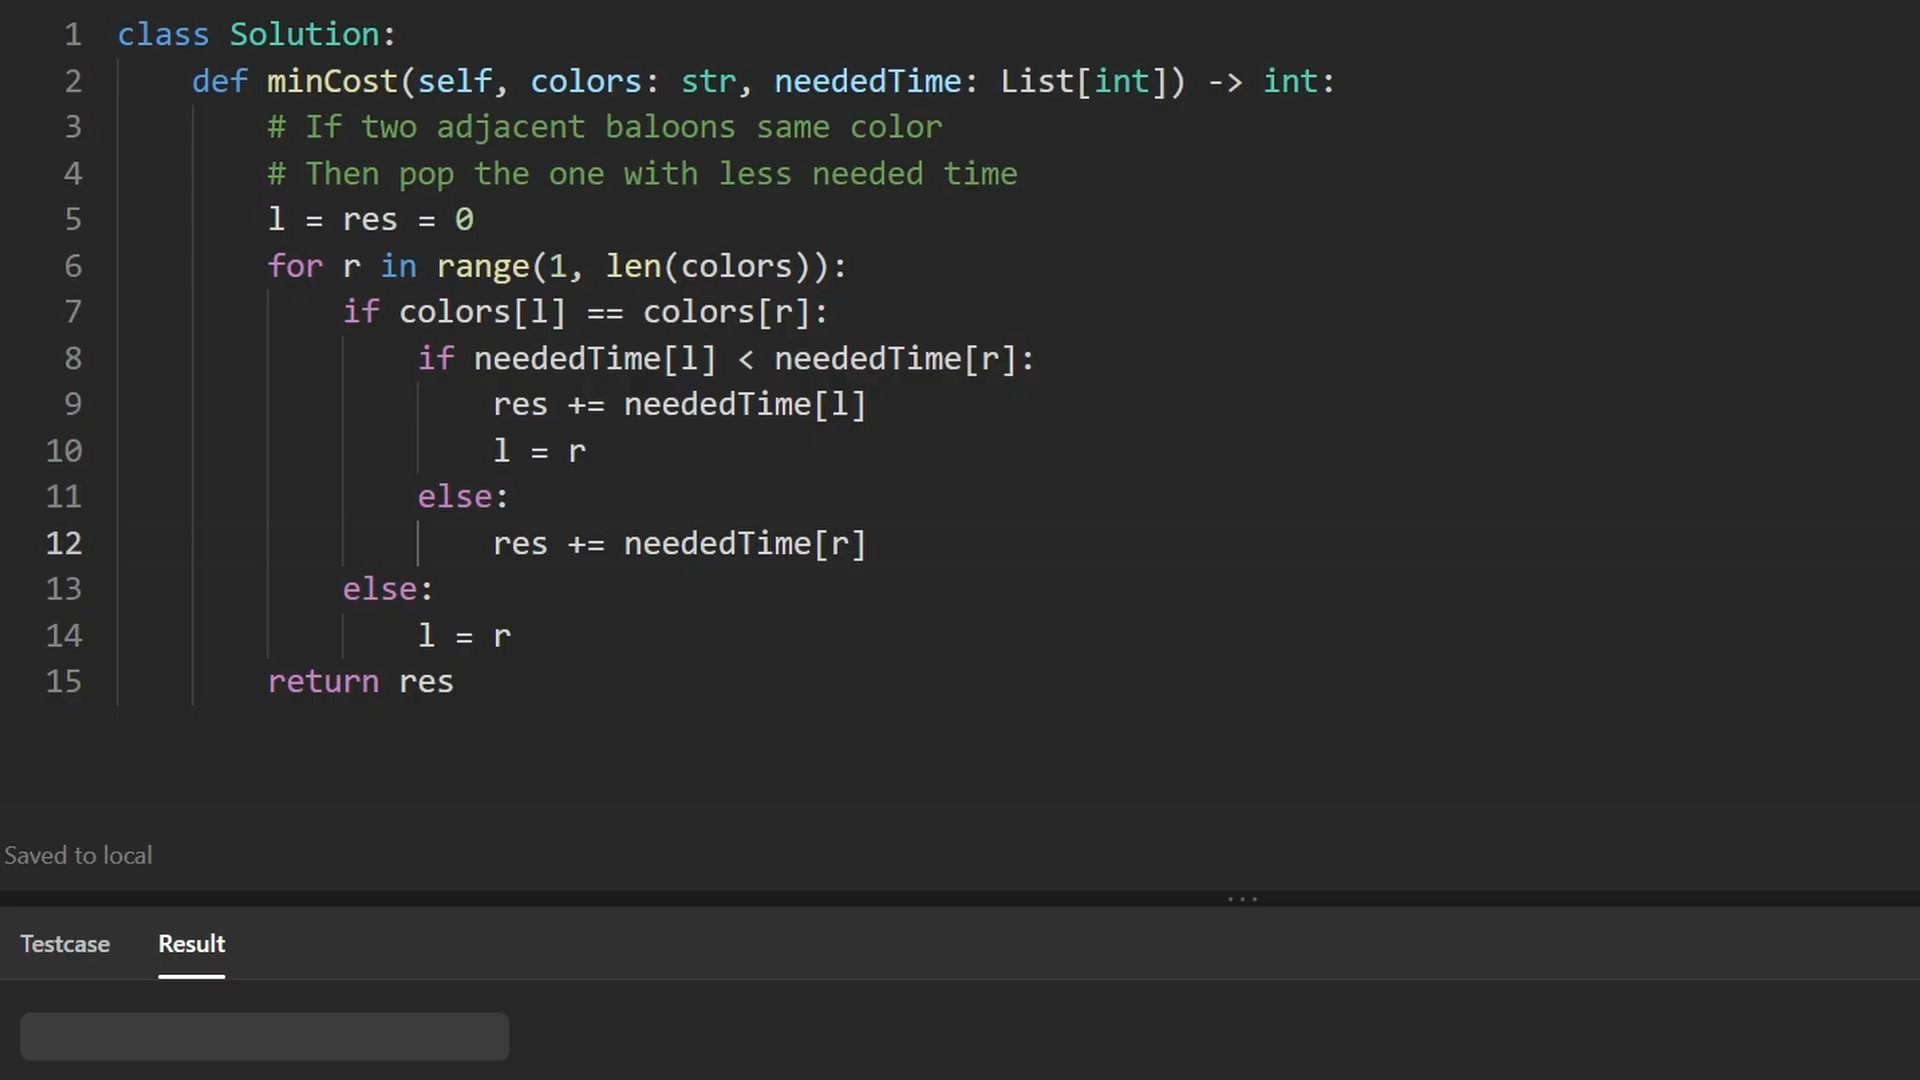 1 class Solution:
2 def minCost(self, colors: str, neededTime: List[int]) -> int:
3 # If two adjacent baloons same color
4 # Then pop the one with less needed time
5 l = res = 0
6 for r in range(1, len(colors)):
7 if colors[l] == colors[r]:
8 if neededTime[l] < neededTime[r]:
9 res += neededTime[l]
10 l = r
11 else:
12 res += neededTime[r]
13 else:
14 l = r
15 return res
Saved to local
Testcase Result